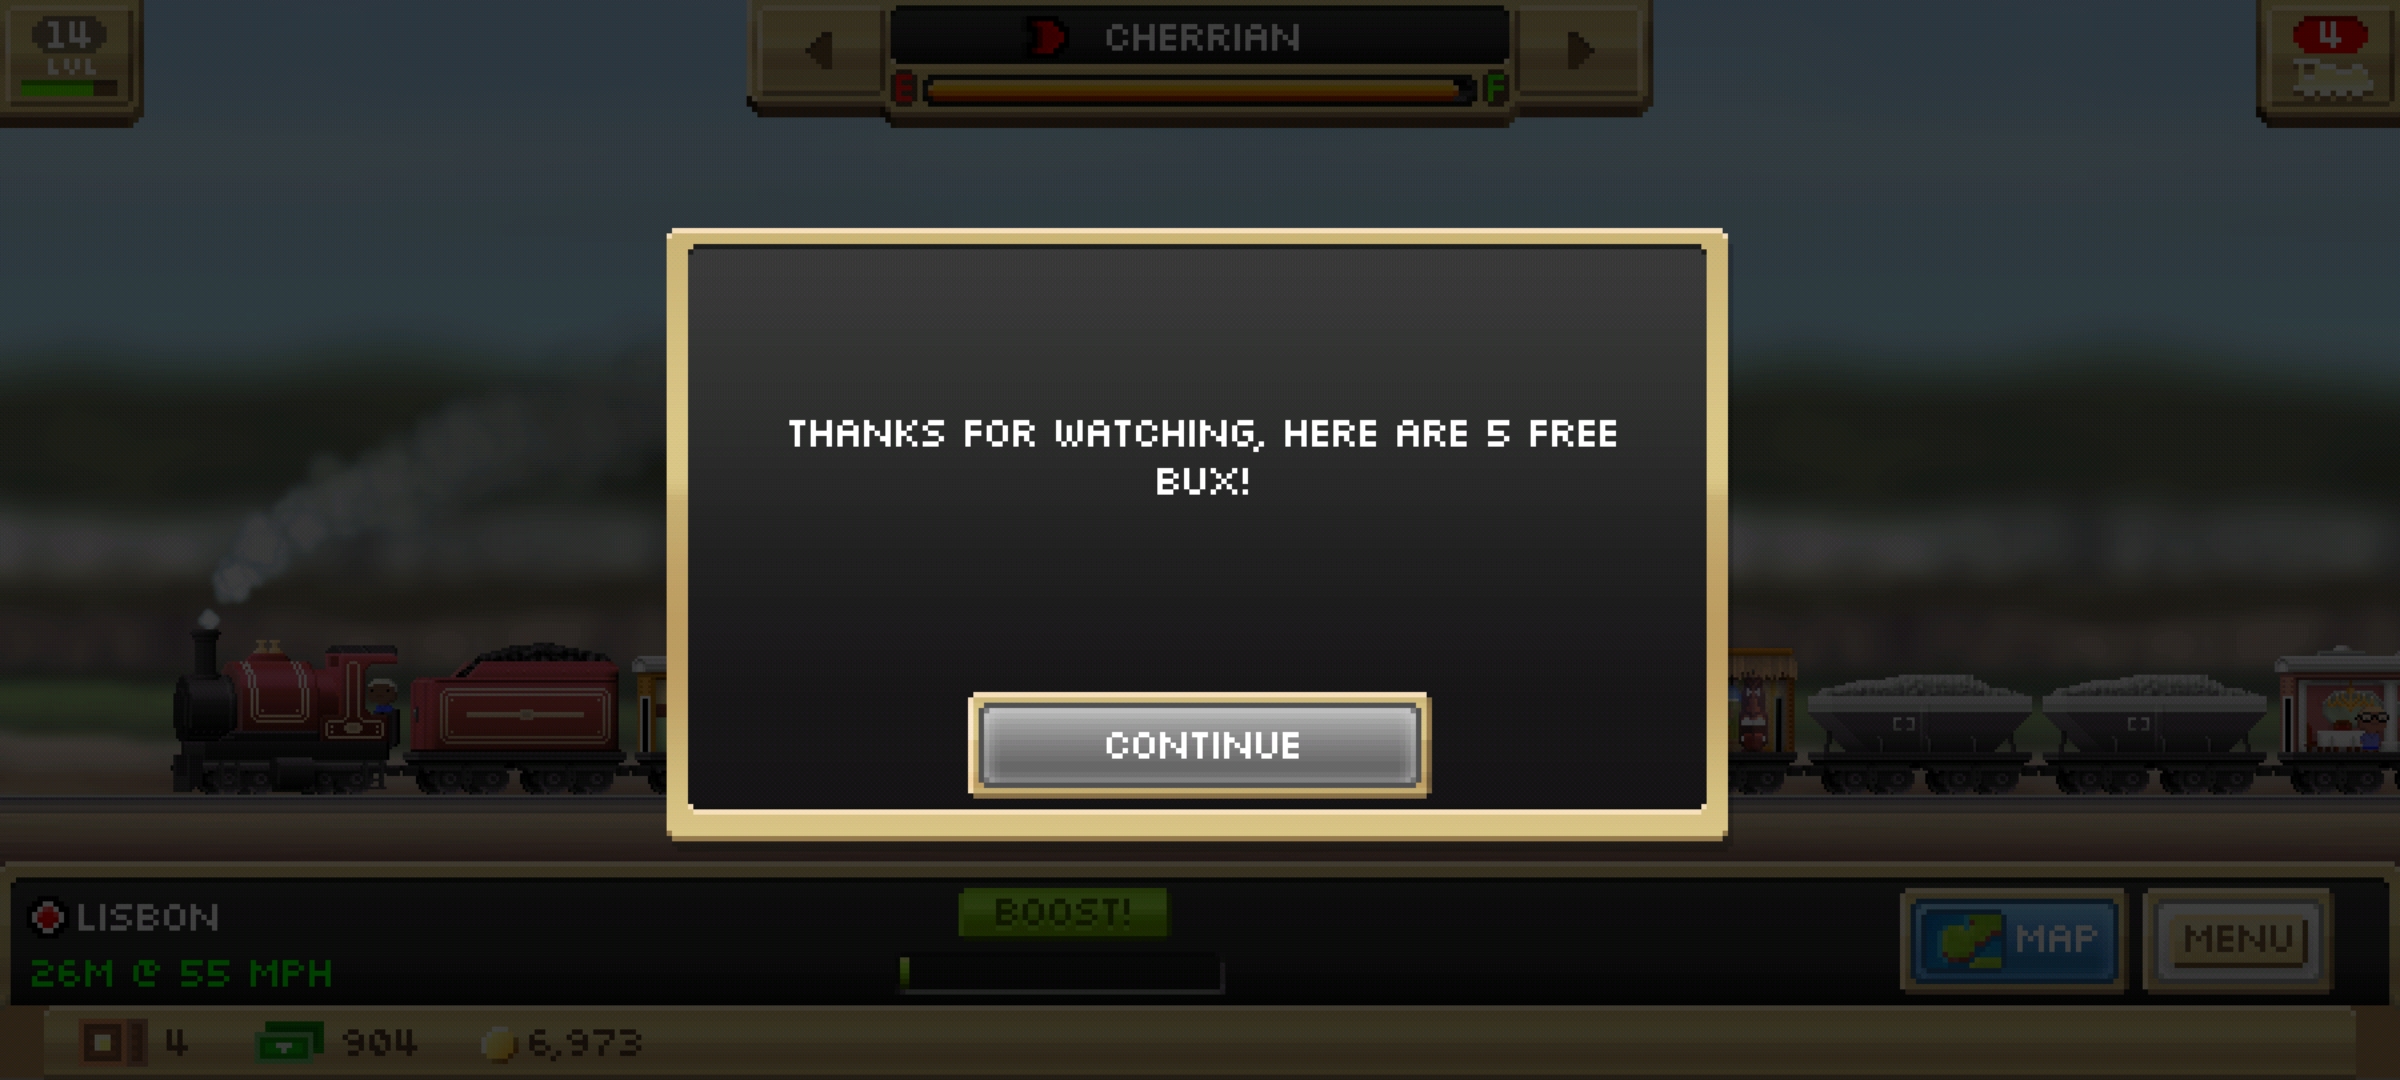 14
LVL
CHERRIAN
E F
4
THANKS FOR WATCHING, HERE ARE 5 FREE
BUX!
CONTINUE
LISBON
26M @ 55 MPH
BOOST!
MAP
MENU
4 904 6,973